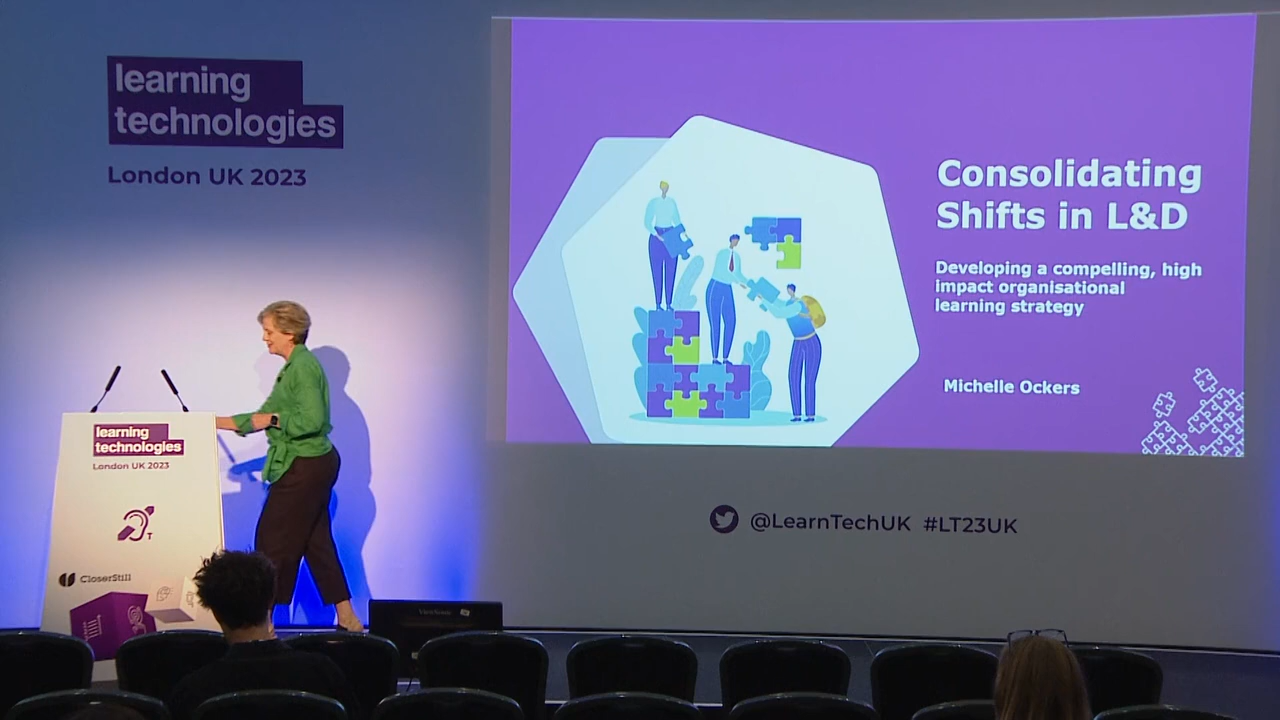 learning
technologies
London UK 2023
Consolidating
Shifts in L&D
Developing a compelling, high
impact organisational
learning strategy
Michelle Ockers
@LearnTechUK #LT23UK
learning
technologies
London UK 2023
T
CloserStill
ViewSonic